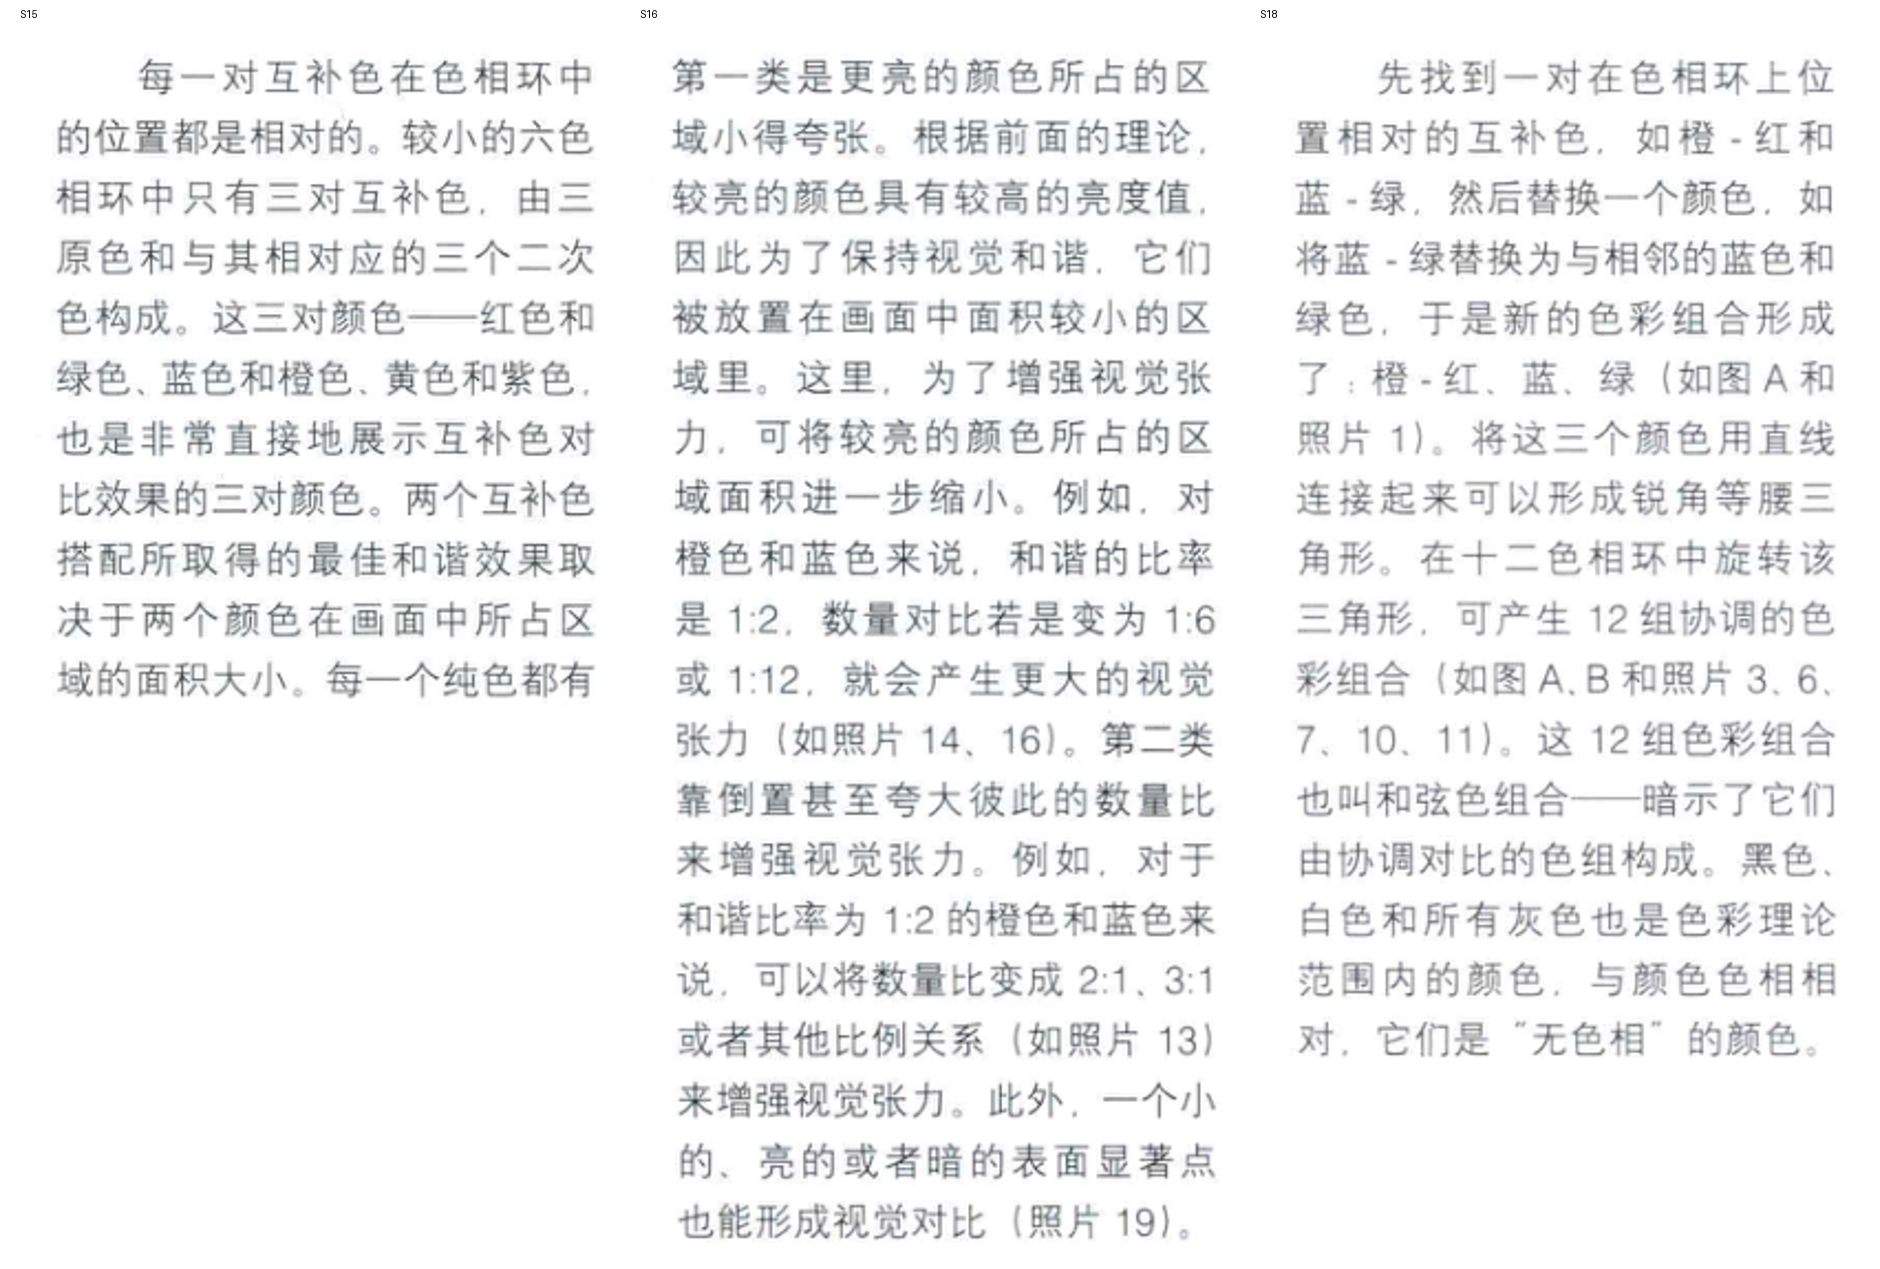 S15
每一对互补色在色相环中
的位置都是相对的。较小的六色
相环中只有三对互补色，由三
原色和与其相对应的三个二次
色构成。这三对颜色——红色和
绿色、蓝色和橙色、黄色和紫色，
也是非常直接地展示互补色对
比效果的三对颜色。两个互补色
搭配所取得的最佳和谐效果取
决于两个颜色在画面中所占区
域的面积大小。每一个纯色都有
S16
第一类是更亮的颜色所占的区
域小得夸张。根据前面的理论，
较亮的颜色具有较高的亮度值，
因此为了保持视觉和谐，它们
被放置在画面中面积较小的区
域里。这里，为了增强视觉张
力，可将较亮的颜色所占的区
域面积进一步缩小。例如，对
橙色和蓝色来说，和谐的比率
是 1:2，数量对比若是变为 1:6
或 1:12，就会产生更大的视觉
张力（如照片 14、16）。第二类
靠倒置甚至夸大彼此的数量比
来增强视觉张力。例如，对于
和谐比率为 1:2 的橙色和蓝色来
说，可以将数量比变成 2:1、3:1
或者其他比例关系（如照片 13）
来增强视觉张力。此外，一个小
的、亮的或者暗的表面显著点
也能形成视觉对比（照片 19）。
S18
先找到一对在色相环上位
置相对的互补色，如橙 - 红和
蓝 - 绿，然后替换一个颜色，如
将蓝 - 绿替换为与相邻的蓝色和
绿色，于是新的色彩组合形成
了：橙 - 红、蓝、绿（如图 A 和
照片 1）。将这三个颜色用直线
连接起来可以形成锐角等腰三
角形。在十二色相环中旋转该
三角形，可产生 12 组协调的色
彩组合（如图 A、B 和照片 3、6、
7、10、11）。这 12 组色彩组合
也叫和弦色组合——暗示了它们
由协调对比的色组构成。黑色、
白色和所有灰色也是色彩理论
范围内的颜色，与颜色色相相
对，它们是“无色相”的颜色。